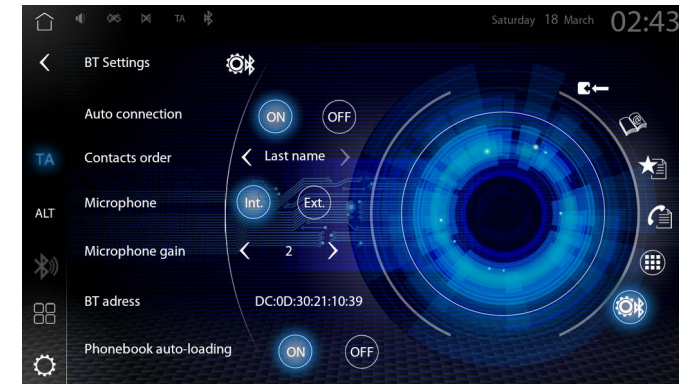 TA
Saturday 18 March 02:43
BT Settings
Auto connection ON OFF
TA
Contacts order Last name
ALT
Microphone Int. Ext.
Microphone gain 2
BT adress DC:0D:30:21:10:39
Phonebook auto-loading ON OFF